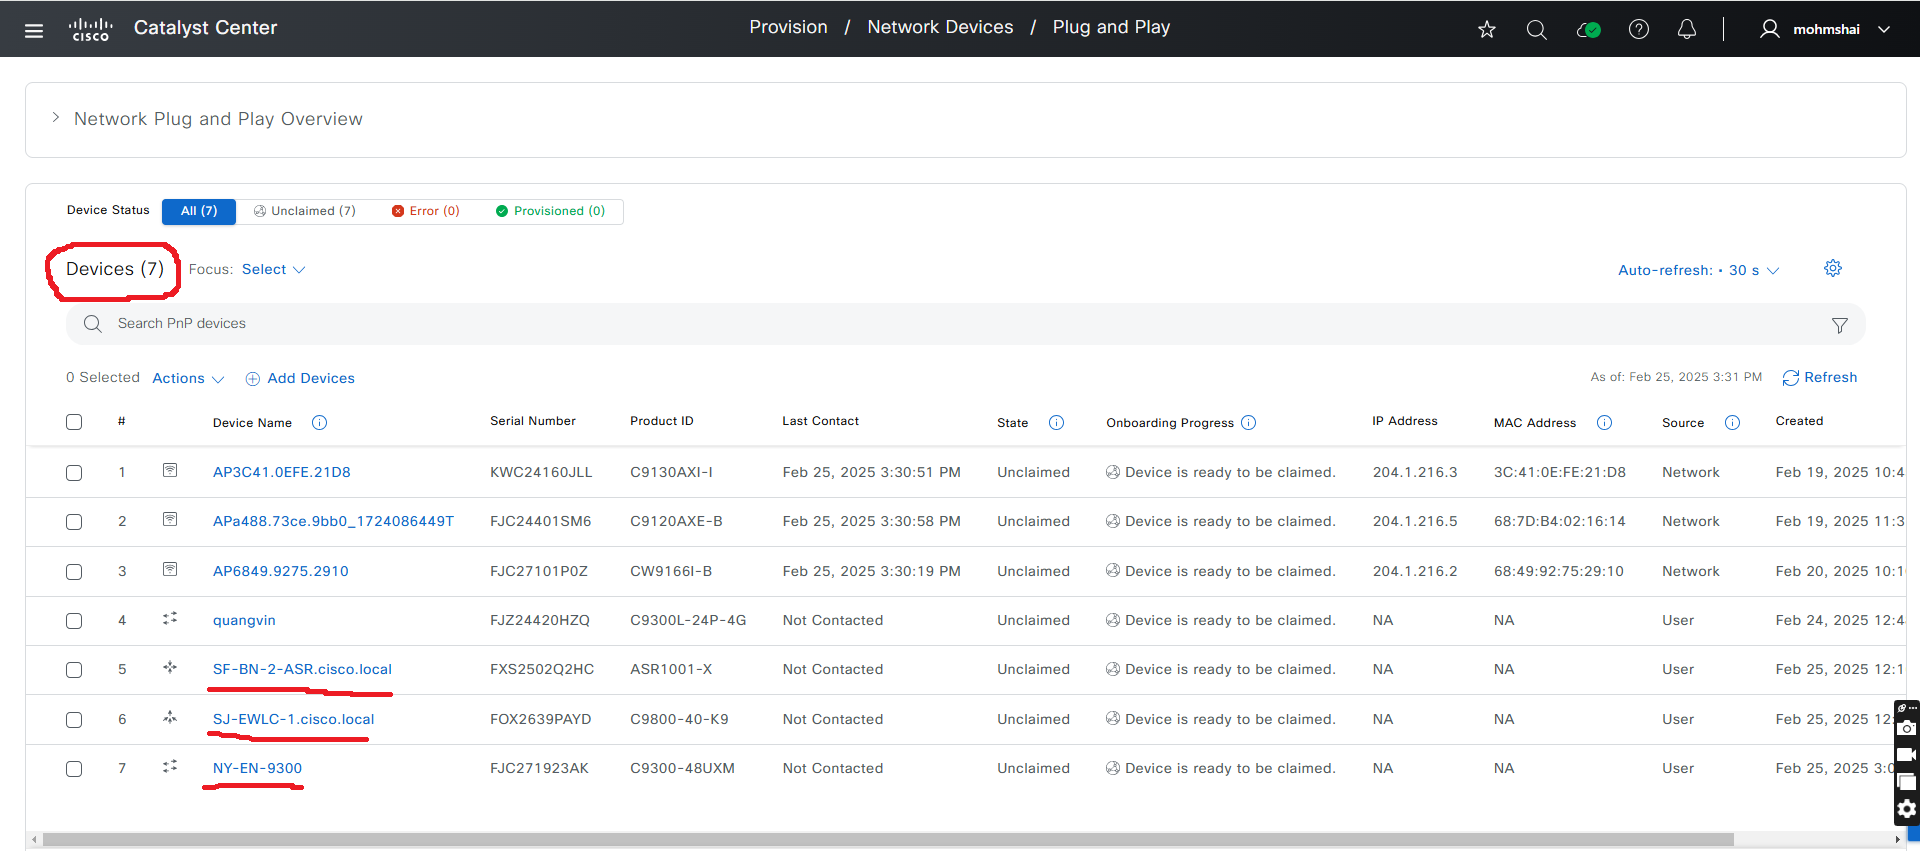 cisco Catalyst Center Provision / Network Devices / Plug and Play mohmshai
Network Plug and Play Overview
Device Status All (7) Unclaimed (7) Error (0) Provisioned (0)
Devices (7) Focus: Select Auto-refresh: • 30 s
Search PnP devices
0 Selected Actions Add Devices As of: Feb 25, 2025 3:31 PM Refresh
# Device Name Serial Number Product ID Last Contact State Onboarding Progress IP Address MAC Address Source Created
1 AP3C41.0EFE.21D8 KWC24160JLL C9130AXI-I Feb 25, 2025 3:30:51 PM Unclaimed Device is ready to be claimed. 204.1.216.3 3C:41:0E:FE:21:D8 Network Feb 19, 2025 10:4
2 APa488.73ce.9bb0_1724086449T FJC24401SM6 C9120AXE-B Feb 25, 2025 3:30:58 PM Unclaimed Device is ready to be claimed. 204.1.216.5 68:7D:B4:02:16:14 Network Feb 19, 2025 11:3
3 AP6849.9275.2910 FJC27101P0Z CW9166I-B Feb 25, 2025 3:30:19 PM Unclaimed Device is ready to be claimed. 204.1.216.2 68:49:92:75:29:10 Network Feb 20, 2025 10:1
4 quangvin FJZ24420HZQ C9300L-24P-4G Not Contacted Unclaimed Device is ready to be claimed. NA NA User Feb 24, 2025 12:4
5 SF-BN-2-ASR.cisco.local FXS2502Q2HC ASR1001-X Not Contacted Unclaimed Device is ready to be claimed. NA NA User Feb 25, 2025 12:1
6 SJ-EWLC-1.cisco.local FOX2639PAYD C9800-40-K9 Not Contacted Unclaimed Device is ready to be claimed. NA NA User Feb 25, 2025 12:
7 NY-EN-9300 FJC271923AK C9300-48UXM Not Contacted Unclaimed Device is ready to be claimed. NA NA User Feb 25, 2025 3:0